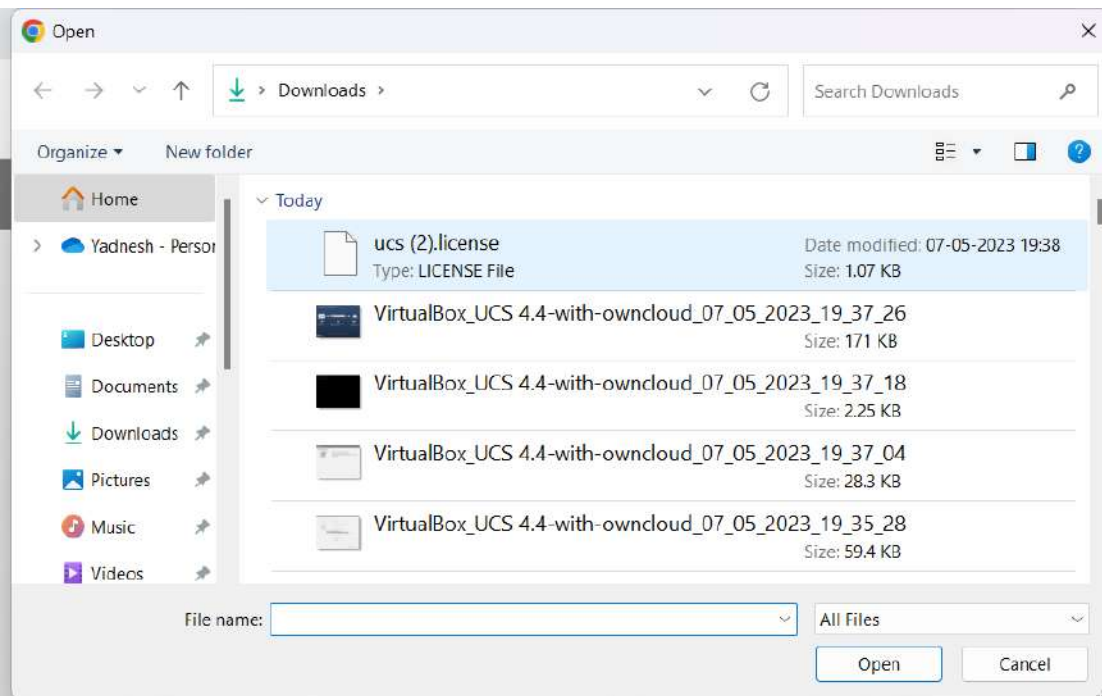 Open
Downloads
Search Downloads
Organize New folder
Home
Yadnesh - Persor
Desktop
Documents
Downloads
Pictures
Music
Videos
Today
ucs (2).license Date modified: 07-05-2023 19:38
Type: LICENSE File Size: 1.07 KB
VirtualBox_UCS 4.4-with-owncloud_07_05_2023_19_37_26
Size: 171 KB
VirtualBox_UCS 4.4-with-owncloud_07_05_2023_19_37_18
Size: 2.25 KB
VirtualBox_UCS 4.4-with-owncloud_07_05_2023_19_37_04
Size: 28.3 KB
VirtualBox_UCS 4.4-with-owncloud_07_05_2023_19_35_28
Size: 59.4 KB
File name: All Files
Open Cancel